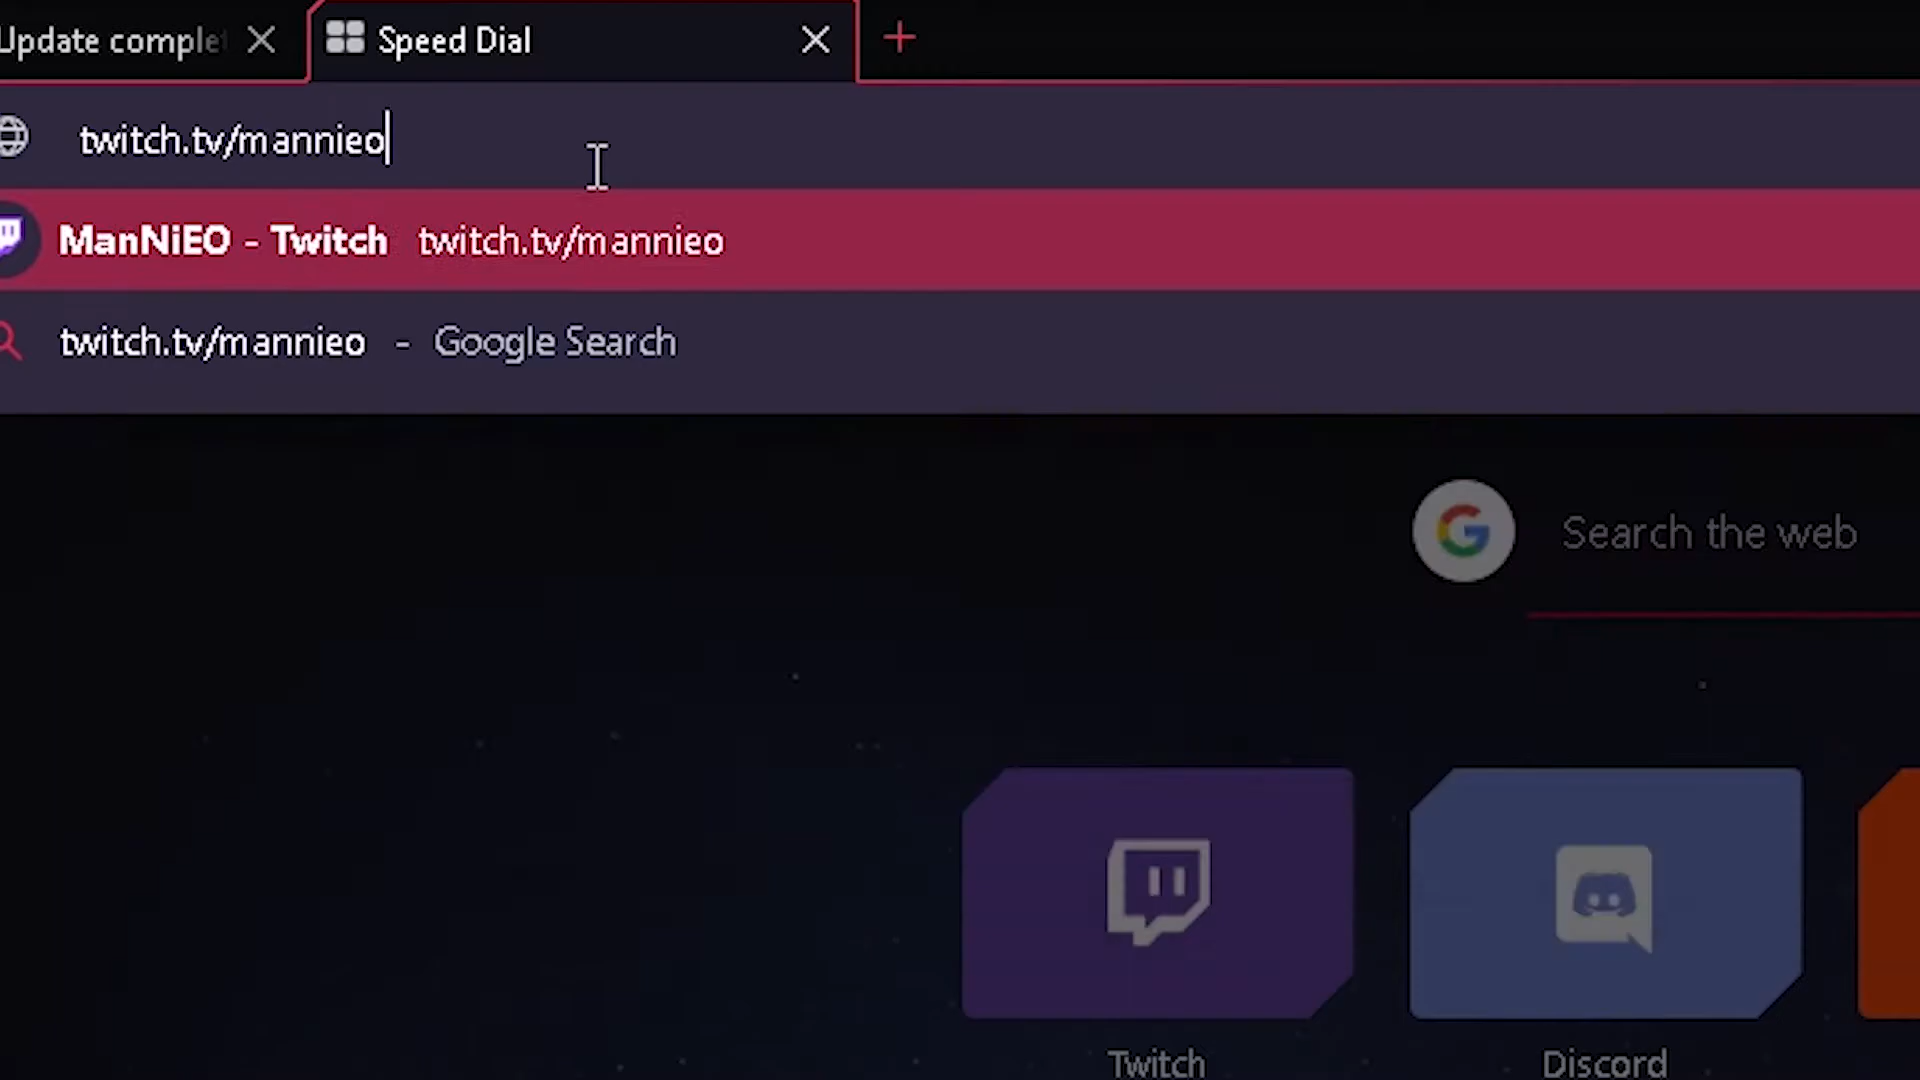 Update complet
Speed Dial
twitch.tv/mannieo
ManNiEO - Twitch twitch.tv/mannieo
twitch.tv/mannieo - Google Search
Search the web
Twitch
Discord